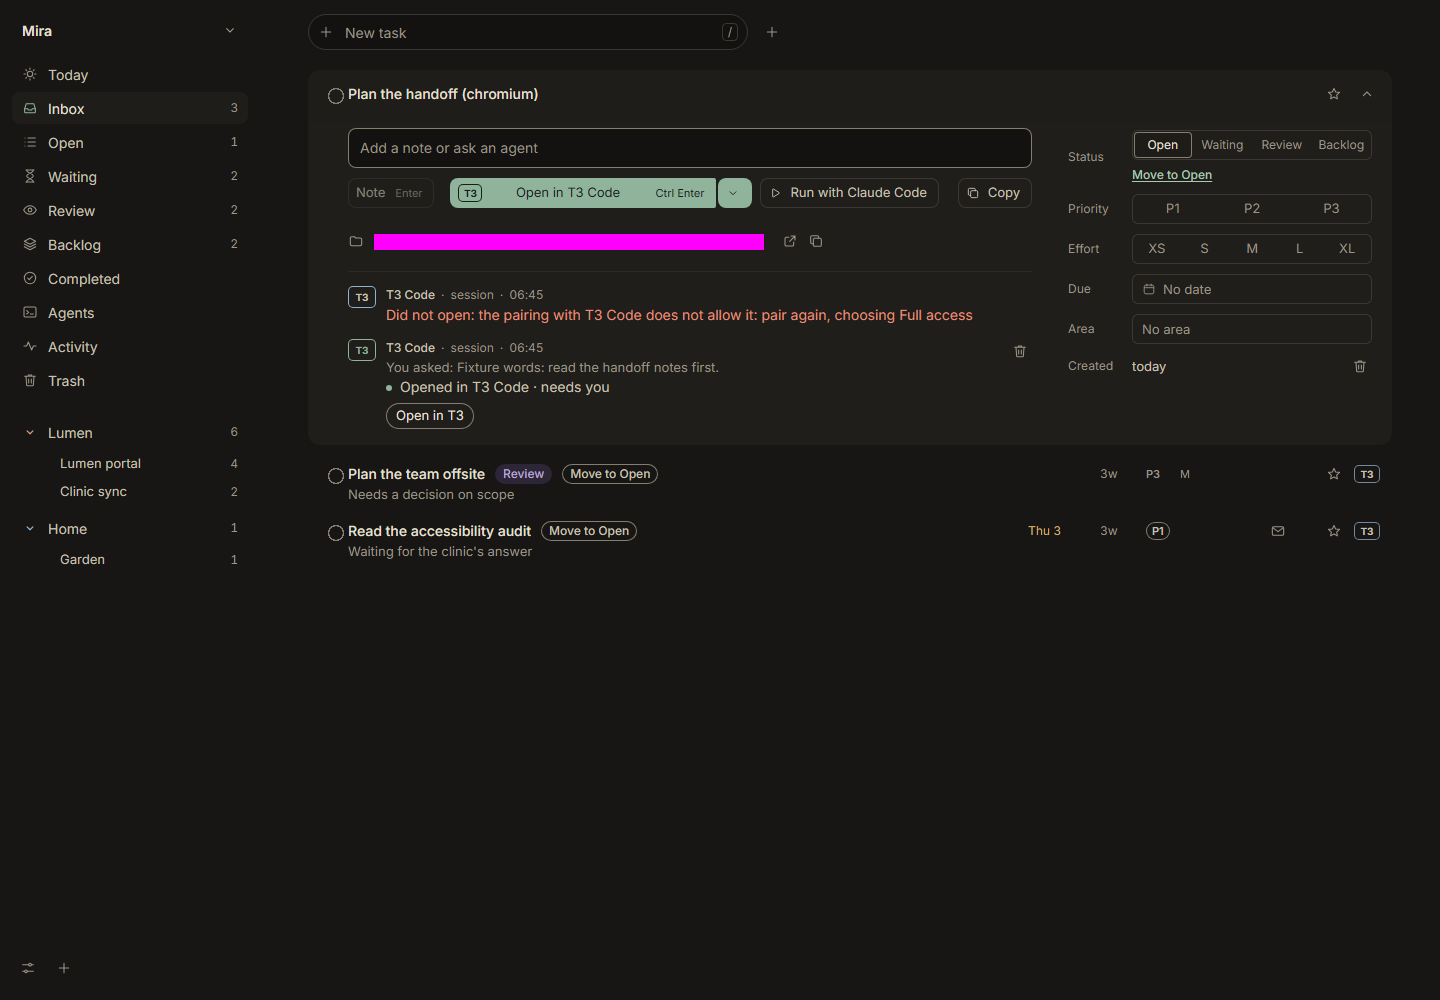 Mira
Today
Inbox 3
Open 1
Waiting 2
Review 2
Backlog 2
Completed
Agents
Activity
Trash
Lumen 6
Lumen portal 4
Clinic sync 2
Home 1
Garden 1
New task /
Plan the handoff (chromium)
Add a note or ask an agent
Note Enter T3 Open in T3 Code Ctrl Enter Run with Claude Code Copy
T3 T3 Code · session · 06:45
Did not open: the pairing with T3 Code does not allow it: pair again, choosing Full access
T3 T3 Code · session · 06:45
You asked: Fixture words: read the handoff notes first.
Opened in T3 Code · needs you
Open in T3
Status Open Waiting Review Backlog
Move to Open
Priority P1 P2 P3
Effort XS S M L XL
Due No date
Area No area
Created today
Plan the team offsite Review Move to Open 3w P3 M T3
Needs a decision on scope
Read the accessibility audit Move to Open Thu 3 3w P1 T3
Waiting for the clinic's answer